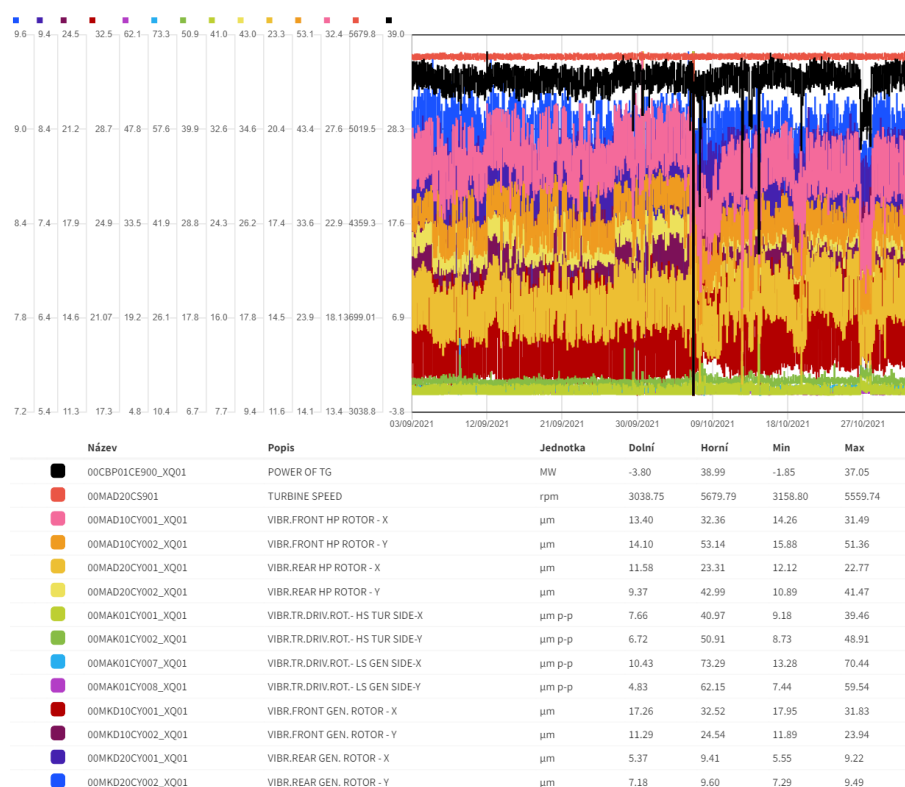 9.6 9.4 24.5 32.5 62.1 73.3 50.9 41.0 43.0 23.3 53.1 32.4 5679.8 39.0
9.0 8.4 21.2 28.7 47.8 57.6 39.9 32.6 34.6 20.4 43.4 27.6 5019.5 28.3
8.4 7.4 17.9 24.9 33.5 41.9 28.8 24.3 26.2 17.4 33.6 22.9 4359.3 17.6
7.8 6.4 14.6 21.07 19.2 26.1 17.8 16.0 17.8 14.5 23.9 18.1 3699.01 6.9
7.2 5.4 11.3 17.3 4.8 10.4 6.7 7.7 9.4 11.6 14.1 13.4 3038.8 -3.8
03/09/2021 12/09/2021 21/09/2021 30/09/2021 09/10/2021 18/10/2021 27/10/2021
Název Popis Jednotka Dolní Horní Min Max
00CBP01CE900_XQ01 POWER OF TG MW -3.80 38.99 -1.85 37.05
00MAD20CS901 TURBINE SPEED rpm 3038.75 5679.79 3158.80 5559.74
00MAD10CY001_XQ01 VIBR.FRONT HP ROTOR - X µm 13.40 32.36 14.26 31.49
00MAD10CY002_XQ01 VIBR.FRONT HP ROTOR - Y µm 14.10 53.14 15.88 51.36
00MAD20CY001_XQ01 VIBR.REAR HP ROTOR - X µm 11.58 23.31 12.12 22.77
00MAD20CY002_XQ01 VIBR.REAR HP ROTOR - Y µm 9.37 42.99 10.89 41.47
00MAK01CY001_XQ01 VIBR.TR.DRIV.ROT.- HS TUR SIDE-X µm p-p 7.66 40.97 9.18 39.46
00MAK01CY002_XQ01 VIBR.TR.DRIV.ROT.- HS TUR SIDE-Y µm p-p 6.72 50.91 8.73 48.91
00MAK01CY007_XQ01 VIBR.TR.DRIV.ROT.- LS GEN SIDE-X µm p-p 10.43 73.29 13.28 70.44
00MAK01CY008_XQ01 VIBR.TR.DRIV.ROT.- LS GEN SIDE-Y µm p-p 4.83 62.15 7.44 59.54
00MKD10CY001_XQ01 VIBR.FRONT GEN. ROTOR - X µm 17.26 32.52 17.95 31.83
00MKD10CY002_XQ01 VIBR.FRONT GEN. ROTOR - Y µm 11.29 24.54 11.89 23.94
00MKD20CY001_XQ01 VIBR.REAR GEN. ROTOR - X µm 5.37 9.41 5.55 9.22
00MKD20CY002_XQ01 VIBR.REAR GEN. ROTOR - Y µm 7.18 9.60 7.29 9.49